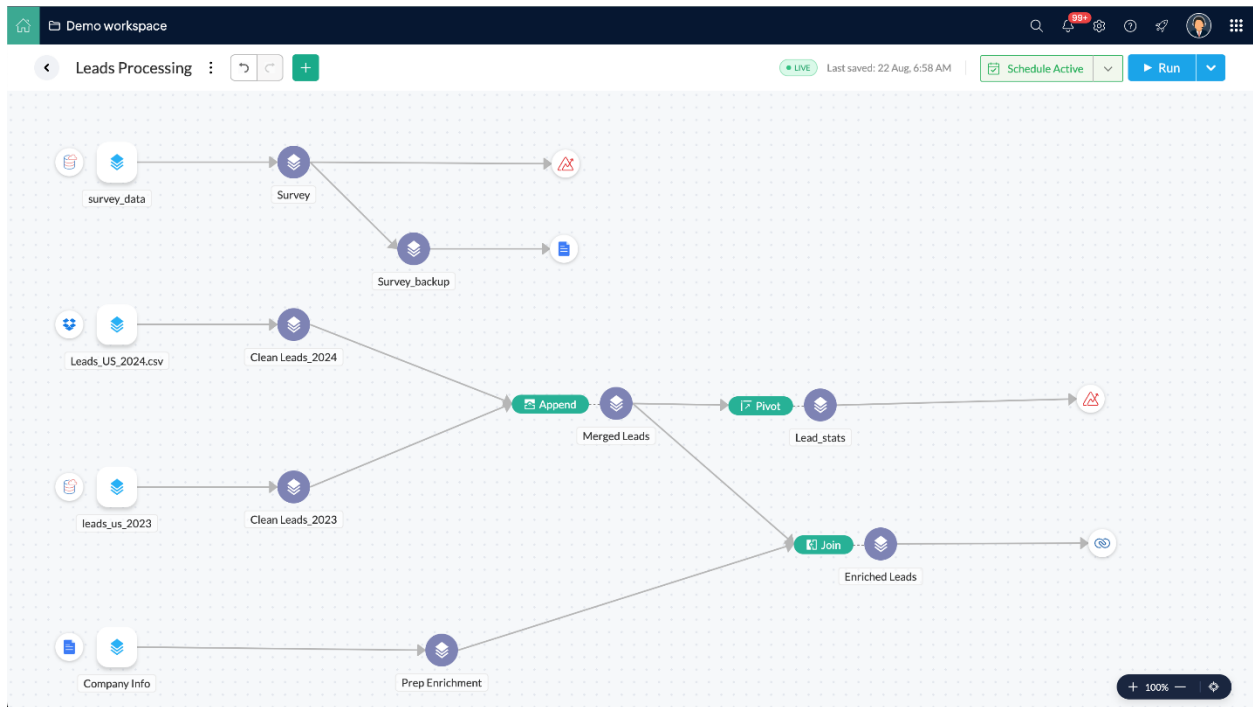 Demo workspace
99+
Leads Processing
LIVE
Last saved: 22 Aug, 6:58 AM
Schedule Active
Run
survey_data
Survey
Survey_backup
Leads_US_2024.csv
Clean Leads_2024
Append
Merged Leads
Pivot
Lead_stats
leads_us_2023
Clean Leads_2023
Join
Enriched Leads
Company Info
Prep Enrichment
100%